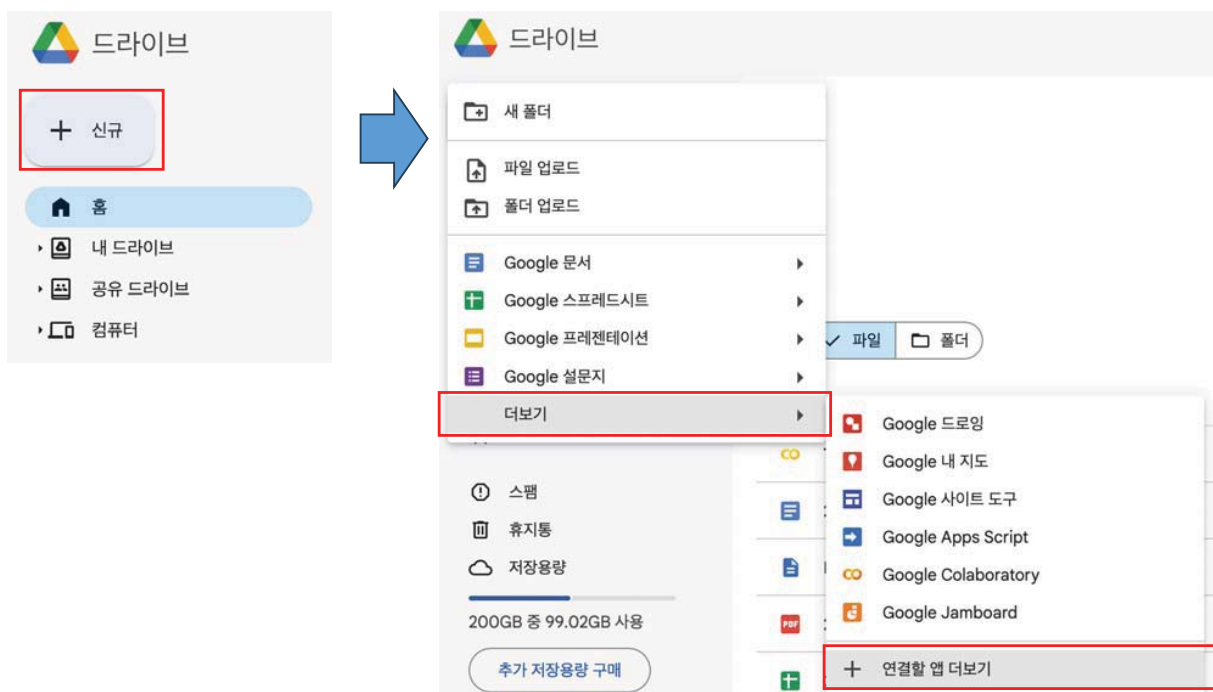 드라이브
신규
홈
내 드라이브
공유 드라이브
컴퓨터
드라이브
새 폴더
파일 업로드
폴더 업로드
Google 문서
Google 스프레드시트
Google 프레젠테이션
Google 설문지
더보기
파일 폴더
Google 드로잉
Google 내 지도
Google 사이트 도구
Google Apps Script
Google Colaboratory
Google Jamboard
연결할 앱 더보기
스팸
휴지통
저장용량
200GB 중 99.02GB 사용
추가 저장용량 구매
PDF